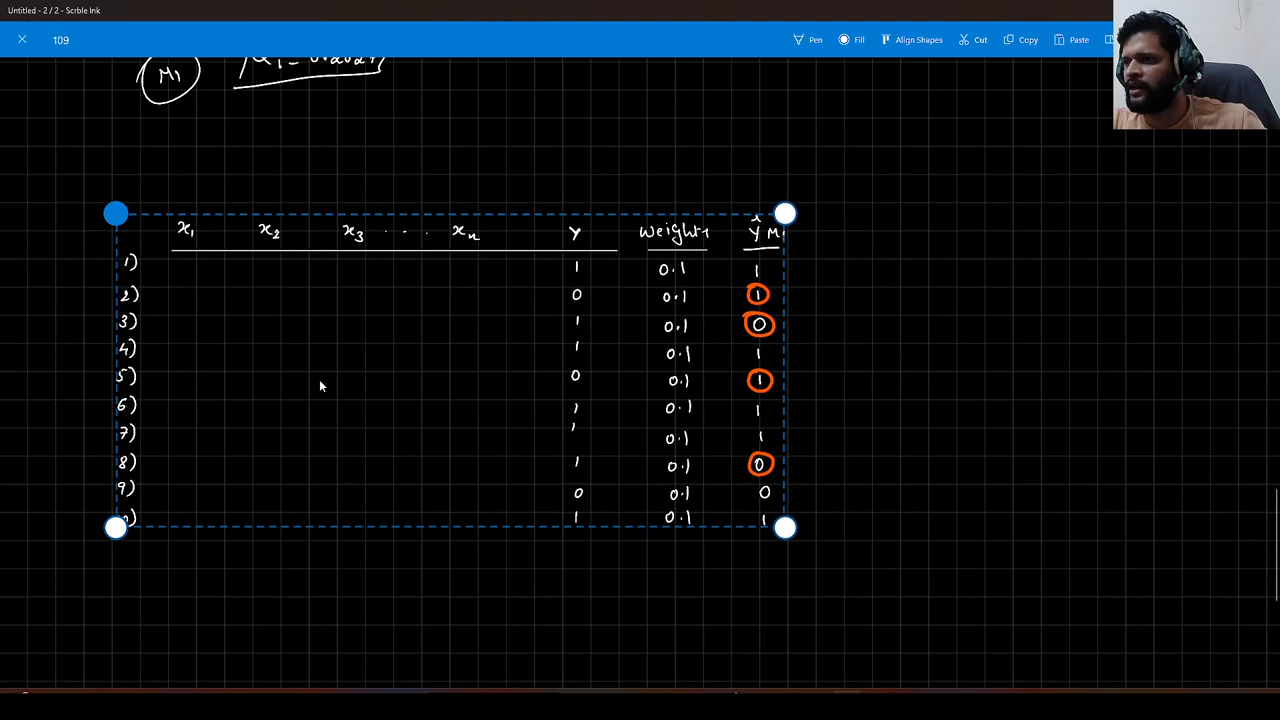 Untitled - 2 / 2 - Scrble Ink
109 Pen Fill Align Shapes Cut Copy Paste
M1
x1 x2 x3 . . . . xn Y weight1 Ŷ M1
1) 1 0.1 1
2) 0 0.1 1
3) 1 0.1 0
4) 1 0.1 1
5) 0 0.1 1
6) 1 0.1 1
7) 1 0.1 1
8) 1 0.1 0
9) 0 0.1 0
) 1 0.1 1